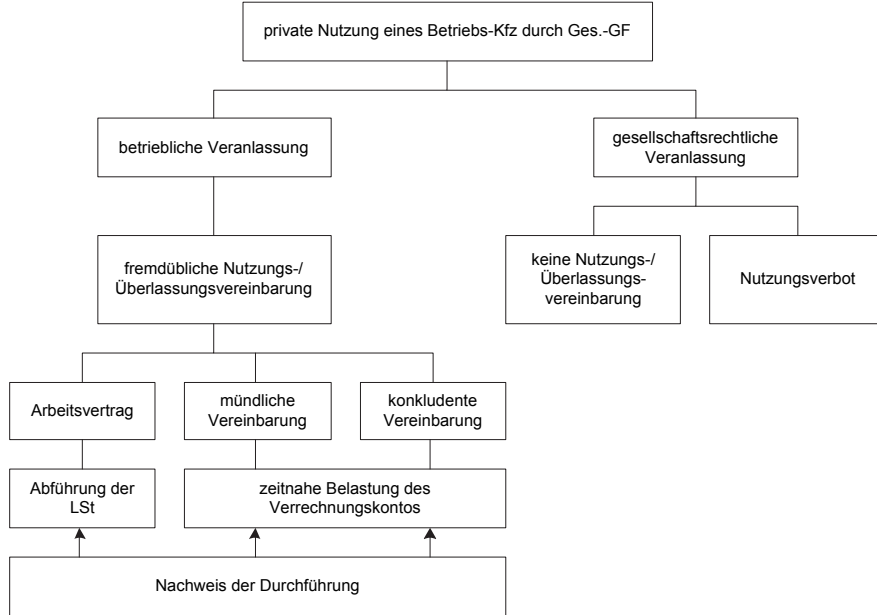 private Nutzung eines Betriebs-Kfz durch Ges.-GF
betriebliche Veranlassung
gesellschaftsrechtliche
Veranlassung
fremdübliche Nutzungs-/
Überlassungsvereinbarung
keine Nutzungs-/
Überlassungs-
vereinbarung
Nutzungsverbot
Arbeitsvertrag
mündliche
Vereinbarung
konkludente
Vereinbarung
Abführung der
LSt
zeitnahe Belastung des
Verrechnungskontos
Nachweis der Durchführung